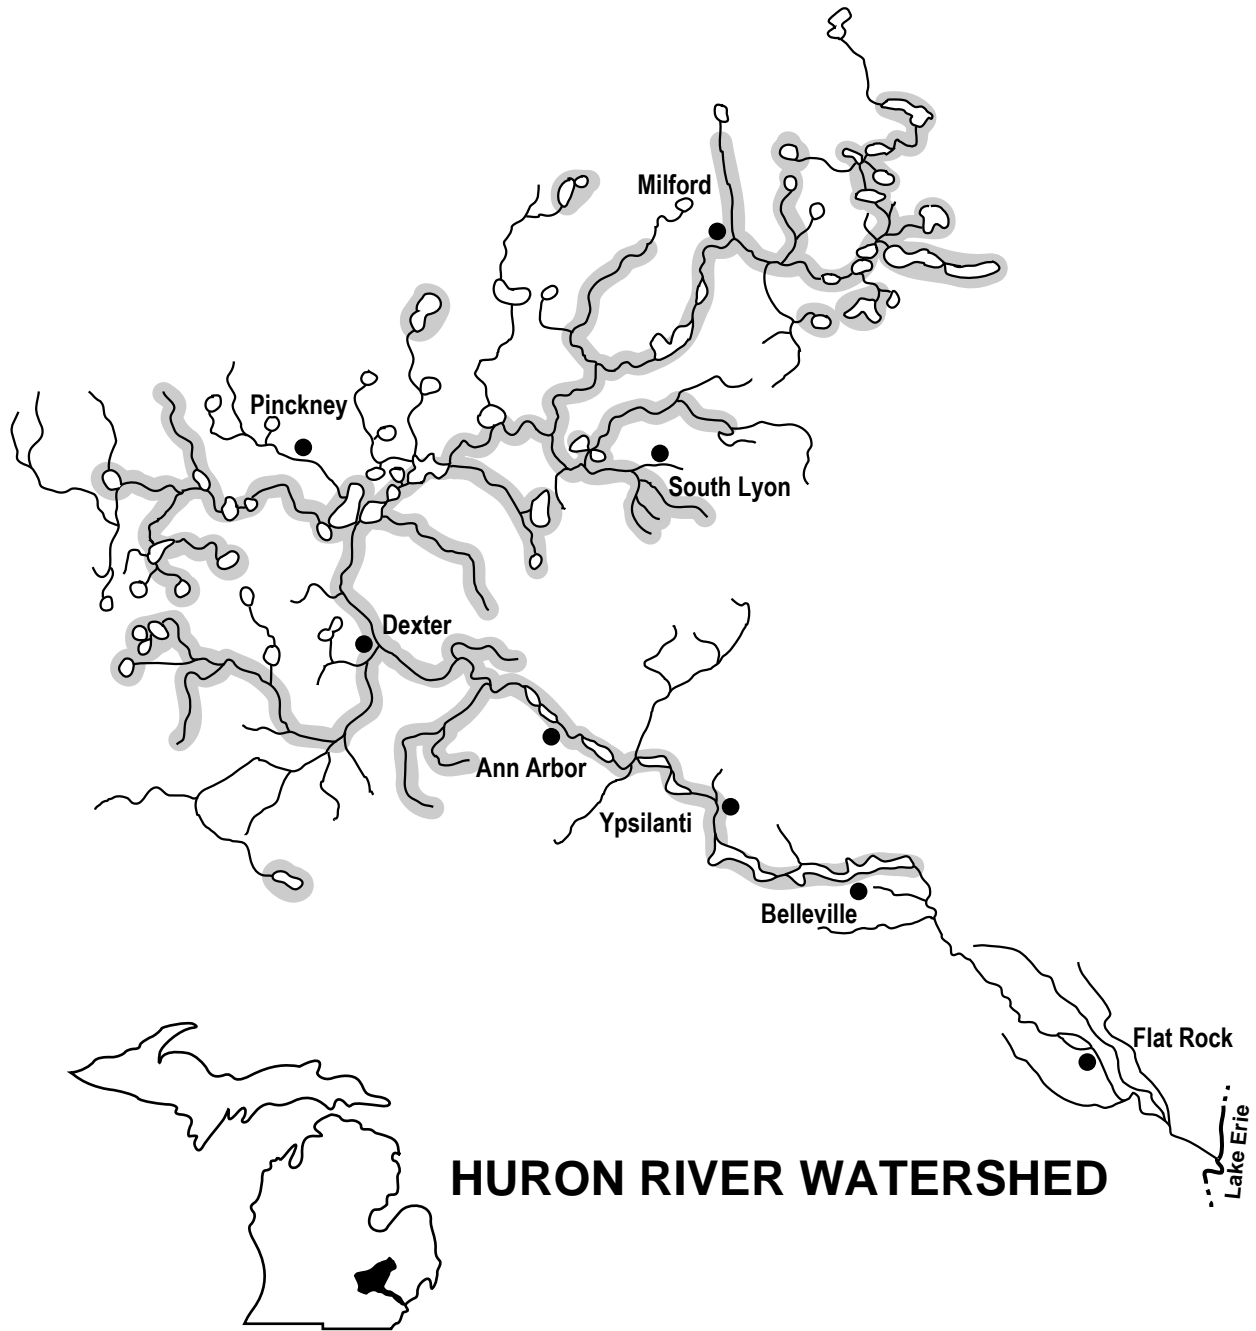 Milford
Pinckney
South Lyon
Dexter
Ann Arbor
Ypsilanti
Belleville
Flat Rock
Lake Erie
HURON RIVER WATERSHED